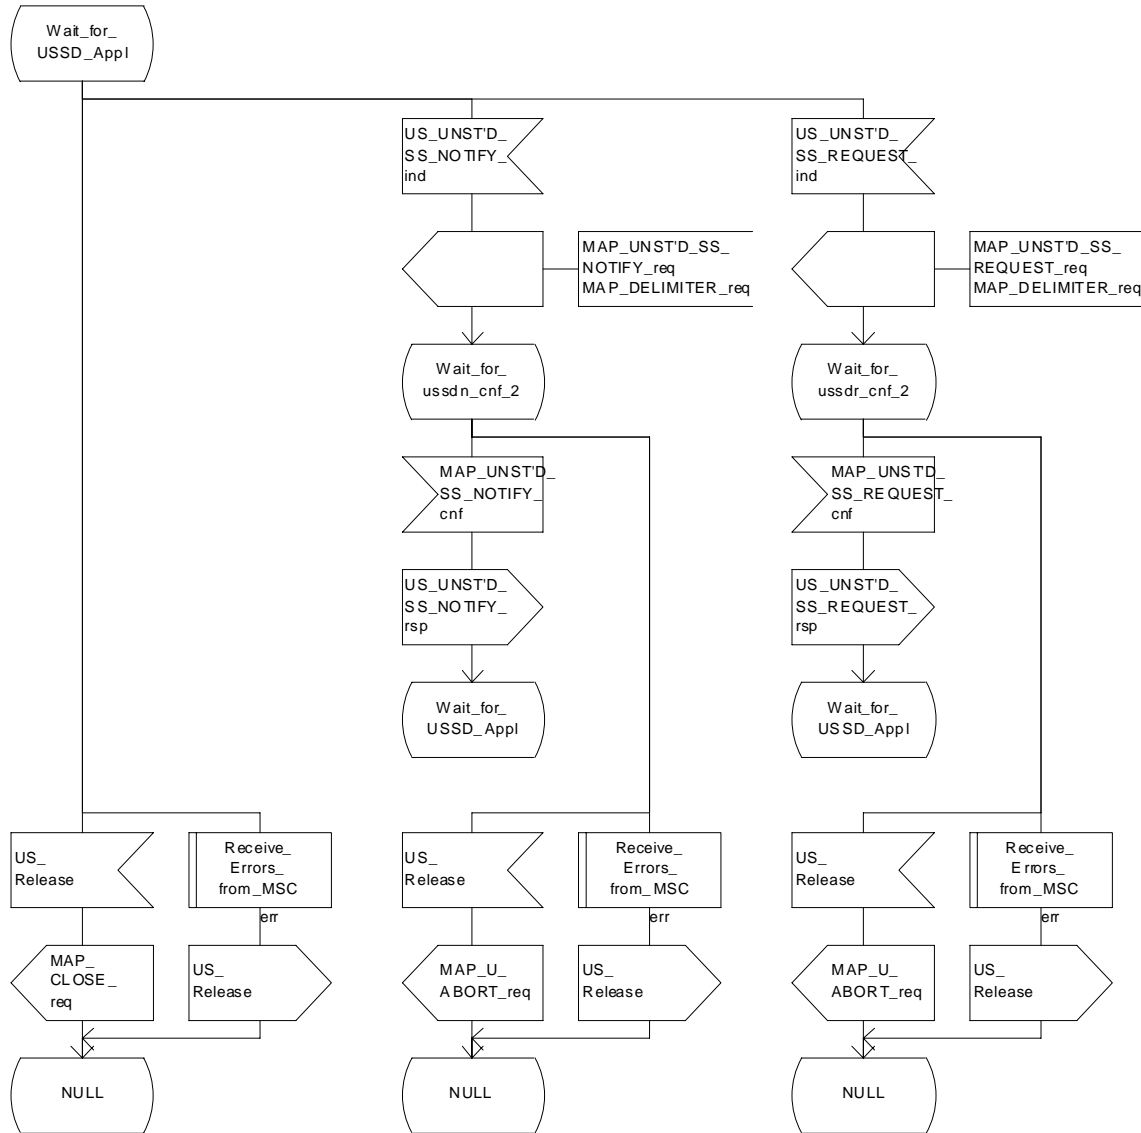 Wait_for_
USSD_Appl
US_UNST'D_
SS_NOTIFY_
ind
US_UNST'D_
SS_REQUEST_
ind
MAP_UNST'D_SS_
NOTIFY_req
MAP_DELIMITER_req
MAP_UNST'D_SS_
REQUEST_req
MAP_DELIMITER_req
Wait_for_
ussdn_cnf_2
Wait_for_
ussdr_cnf_2
MAP_UNST'D_
SS_NOTIFY_
cnf
MAP_UNST'D_
SS_REQUEST_
cnf
US_UNST'D_
SS_NOTIFY_
rsp
US_UNST'D_
SS_REQUEST_
rsp
Wait_for_
USSD_Appl
Wait_for_
USSD_Appl
US_
Release
Receive_
Errors_
from_MSC
err
US_
Release
Receive_
Errors_
from_MSC
err
US_
Release
Receive_
Errors_
from_MSC
err
MAP_
CLOSE_
req
US_
Release
MAP_U_
ABORT_req
US_
Release
MAP_U_
ABORT_req
US_
Release
NULL
NULL
NULL